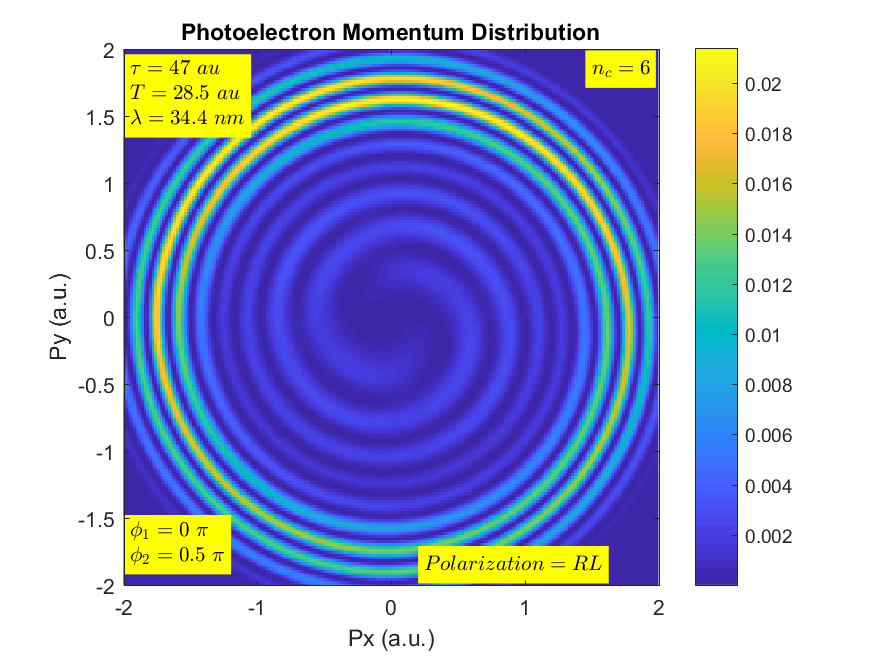 Photoelectron Momentum Distribution
τ = 47 au
T = 28.5 au
λ = 34.4 nm
n_c = 6
ϕ_1 = 0 π
ϕ_2 = 0.5 π
Polarization = RL
2
1.5
1
0.5
0
-0.5
-1
-1.5
-2
Py (a.u.)
-2
-1
0
1
2
Px (a.u.)
0.02
0.018
0.016
0.014
0.012
0.01
0.008
0.006
0.004
0.002